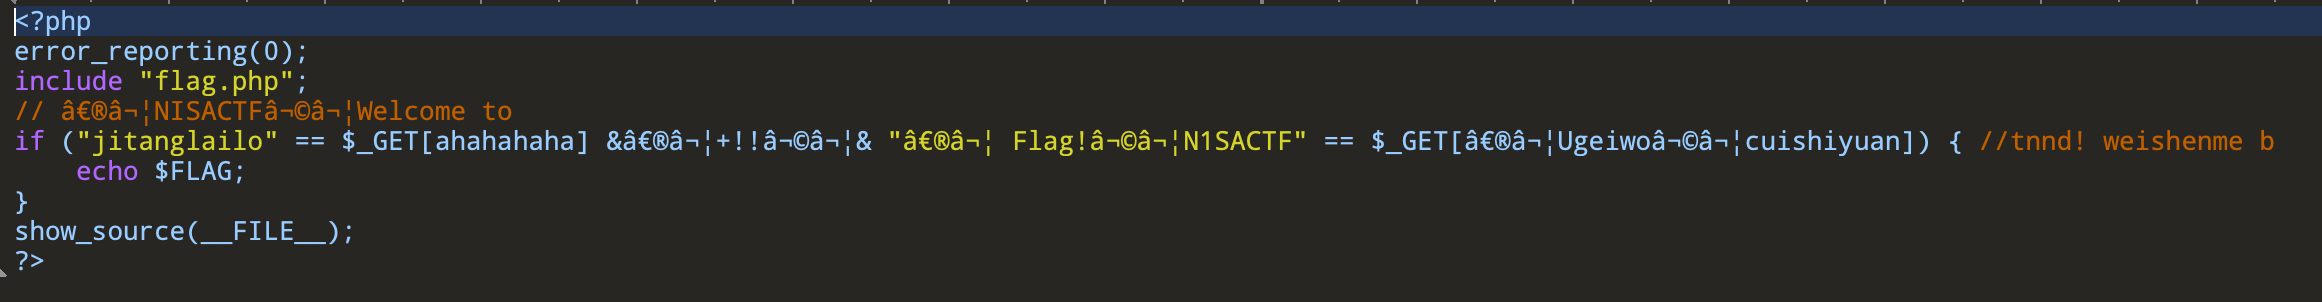 <?php
error_reporting(0);
include "flag.php";
// â€®â¬¦NISACTFâ¬©â¬¦Welcome to
if ("jitanglailo" == $_GET[ahahahaha] &â€®â¬¦+!!â¬©â¬¦& "â€®â¬¦ Flag!â¬©â¬¦N1SACTF" == $_GET[â€®â¬¦Ugeiwoâ¬©â¬¦cuishiyuan]) { //tnnd! weishenme b
    echo $FLAG;
}
show_source(__FILE__);
?>